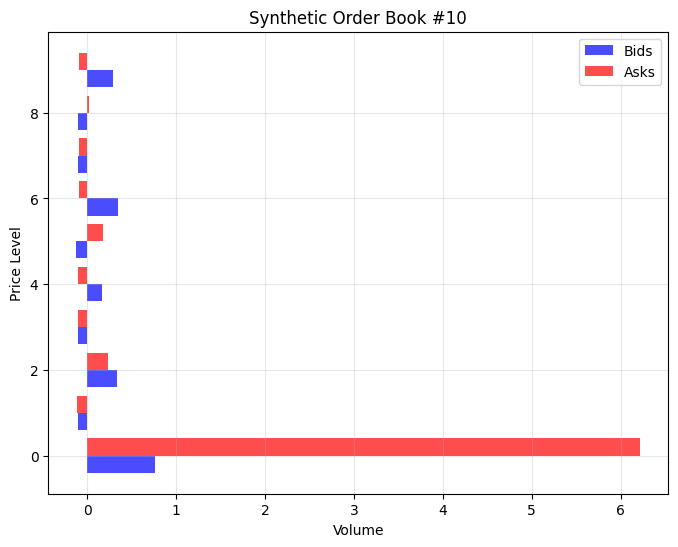 Synthetic Order Book #10
Bids
Asks
8
6
4
2
0
Price Level
0 1 2 3 4 5 6
Volume